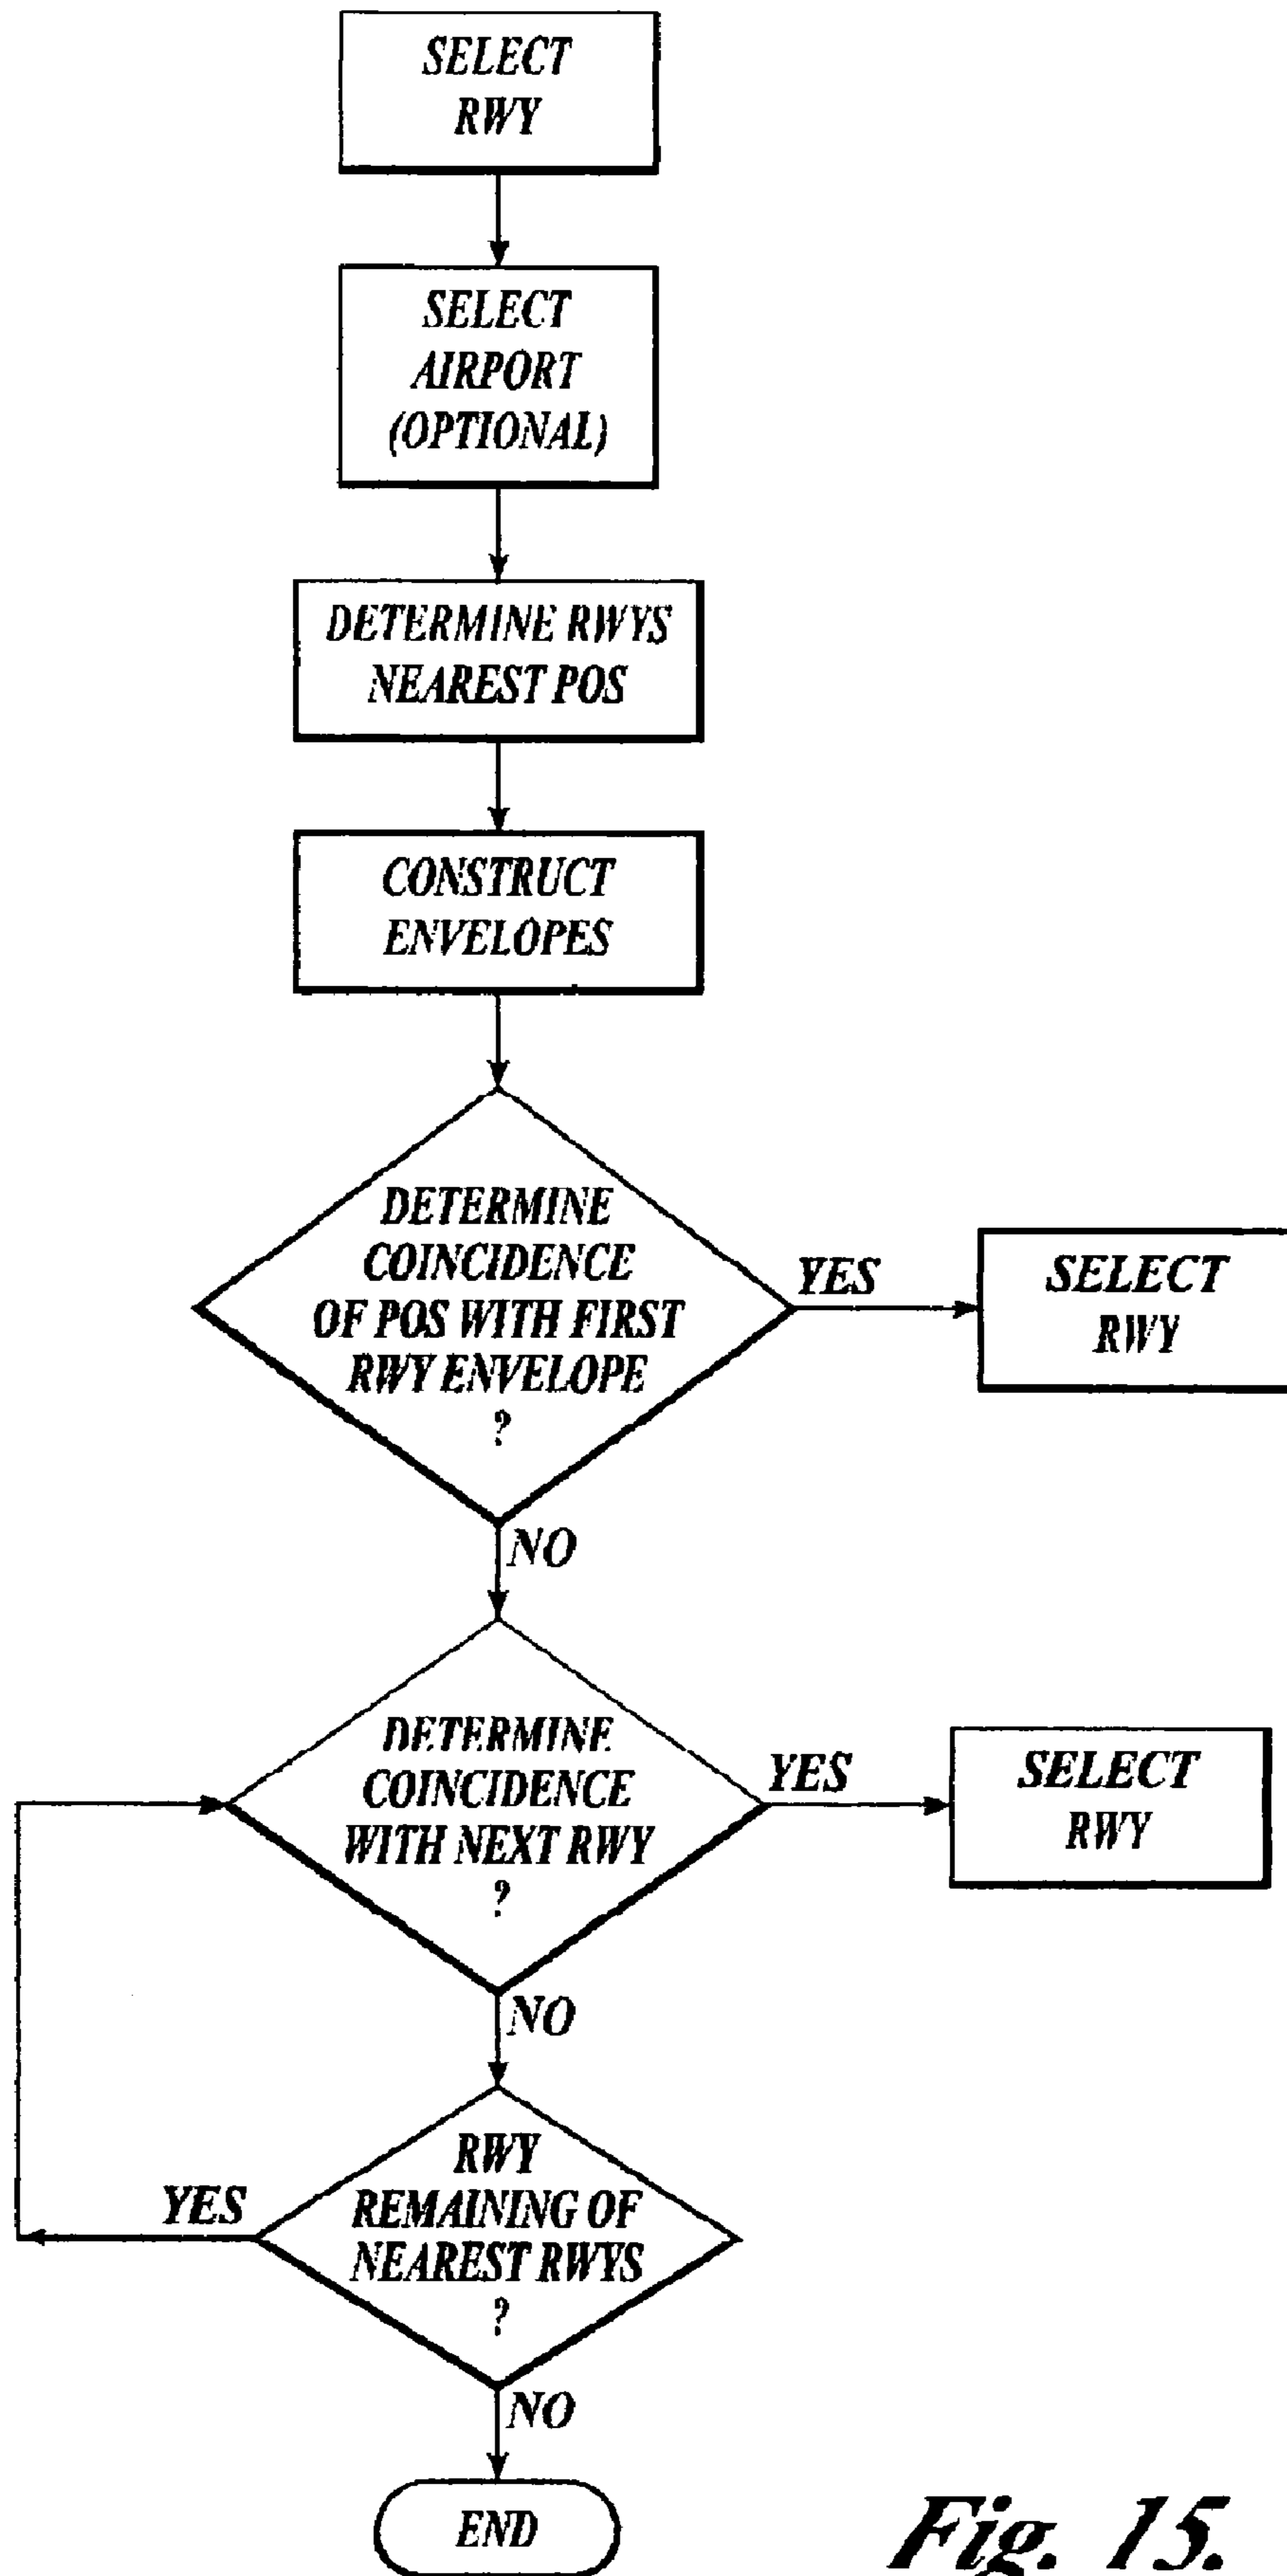 SELECT
RWY
SELECT
AIRPORT
(OPTIONAL)
DETERMINE RWYS
NEAREST POS
CONSTRUCT
ENVELOPES
DETERMINE
COINCIDENCE
OF POS WITH FIRST
RWY ENVELOPE
?
YES
SELECT
RWY
NO
DETERMINE
COINCIDENCE
WITH NEXT RWY
?
YES
SELECT
RWY
NO
RWY
REMAINING OF
NEAREST RWYS
?
YES
NO
END
Fig. 15.